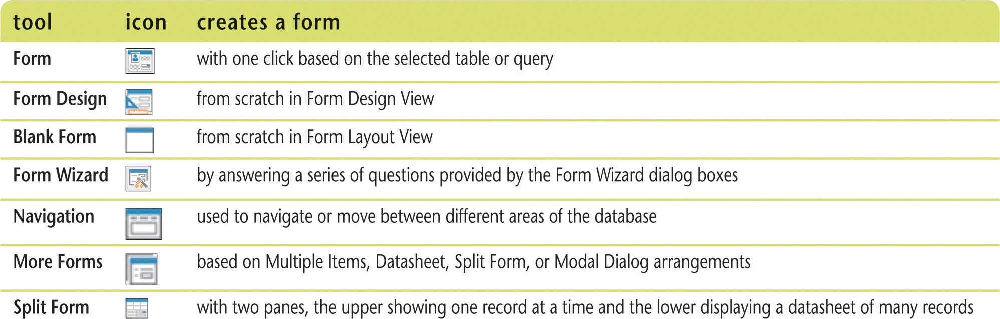 tool icon creates a form
Form with one click based on the selected table or query
Form Design from scratch in Form Design View
Blank Form from scratch in Form Layout View
Form Wizard by answering a series of questions provided by the Form Wizard dialog boxes
Navigation used to navigate or move between different areas of the database
More Forms based on Multiple Items, Datasheet, Split Form, or Modal Dialog arrangements
Split Form with two panes, the upper showing one record at a time and the lower displaying a datasheet of many records